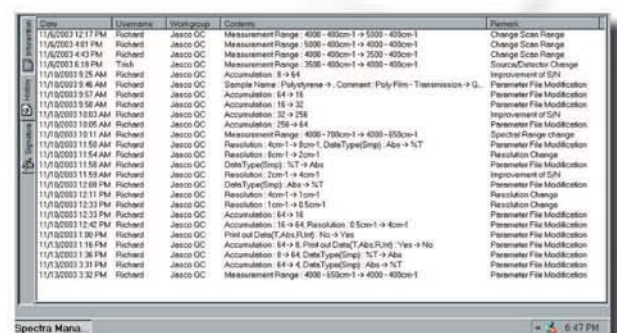 Date Username Workgroup Contents Remark
11/6/2003 12:17 PM Richard Jasco QC Measurement Range : 4000 - 400cm-1 -> 5000 - 400cm-1 Change Scan Range
11/6/2003 4:01 PM Richard Jasco QC Measurement Range : 5000 - 400cm-1 -> 4000 - 400cm-1 Change Scan Range
11/6/2003 4:43 PM Richard Jasco QC Measurement Range : 4000 - 400cm-1 -> 3500 - 400cm-1 Change Scan Range
11/6/2003 6:18 PM Trish Jasco QC Measurement Range : 3500 - 400cm-1 -> 4000 - 400cm-1 Source/Detector Change
11/10/2003 9:25 AM Richard Jasco QC Accumulation : 8 -> 64 Improvement of S/N
11/10/2003 9:46 AM Richard Jasco QC Sample Name : Polystyrene -> , Comment : Poly Film - Transmission -> G... Parameter File Modification
11/10/2003 9:57 AM Richard Jasco QC Accumulation : 64 -> 16 Parameter File Modification
11/10/2003 9:58 AM Richard Jasco QC Accumulation : 16 -> 32 Parameter File Modification
11/10/2003 10:03 AM Richard Jasco QC Accumulation : 32 -> 256 Improvement of S/N
11/10/2003 10:05 AM Richard Jasco QC Accumulation : 256 -> 64 Parameter File Modification
11/10/2003 10:11 AM Richard Jasco QC Measurement Range : 4000 - 700cm-1 -> 4000 - 650cm-1 Spectral Range change
11/10/2003 11:50 AM Richard Jasco QC Resolution : 4cm-1 -> 8cm-1, DataType(Smp) : Abs -> %T Parameter File Modification
11/10/2003 11:54 AM Richard Jasco QC Resolution : 8cm-1 -> 2cm-1 Resolution Change
11/10/2003 11:58 AM Richard Jasco QC DataType(Smp) : %T -> Abs Parameter File Modification
11/10/2003 11:59 AM Richard Jasco QC Resolution : 2cm-1 -> 4cm-1 Improvement of S/N
11/10/2003 12:08 PM Richard Jasco QC DataType(Smp) : Abs -> %T Parameter File Modification
11/10/2003 12:11 PM Richard Jasco QC Resolution : 4cm-1 -> 1cm-1 Resolution Change
11/10/2003 12:33 PM Richard Jasco QC Resolution : 1cm-1 -> 0.5cm-1 Resolution Change
11/10/2003 12:33 PM Richard Jasco QC Accumulation : 64 -> 16 Parameter File Modification
11/10/2003 12:42 PM Richard Jasco QC Accumulation : 16 -> 64, Resolution : 0.5cm-1 -> 4cm-1 Parameter File Modification
11/13/2003 1:08 PM Richard Jasco QC Print out Data(T,Abs,R,Int) : No -> Yes Parameter File Modification
11/13/2003 1:16 PM Richard Jasco QC Accumulation : 64 -> 8, Print out Data(T,Abs,R,Int) : Yes -> No Parameter File Modification
11/13/2003 1:36 PM Richard Jasco QC Accumulation : 8 -> 64, DataType(Smp) : %T -> Abs Parameter File Modification
11/13/2003 3:31 PM Richard Jasco QC Accumulation : 64 -> 4, DataType(Smp) : Abs -> %T Parameter File Modification
11/13/2003 3:32 PM Richard Jasco QC Measurement Range : 4000 - 650cm-1 -> 4000 - 400cm-1 Parameter File Modification
Information
History
Signature
Spectra Mana... 6:47 PM